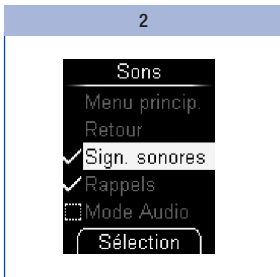 2
Sons
Menu princip.
Retour
Sign. sonores
Rappels
Mode Audio
Sélection